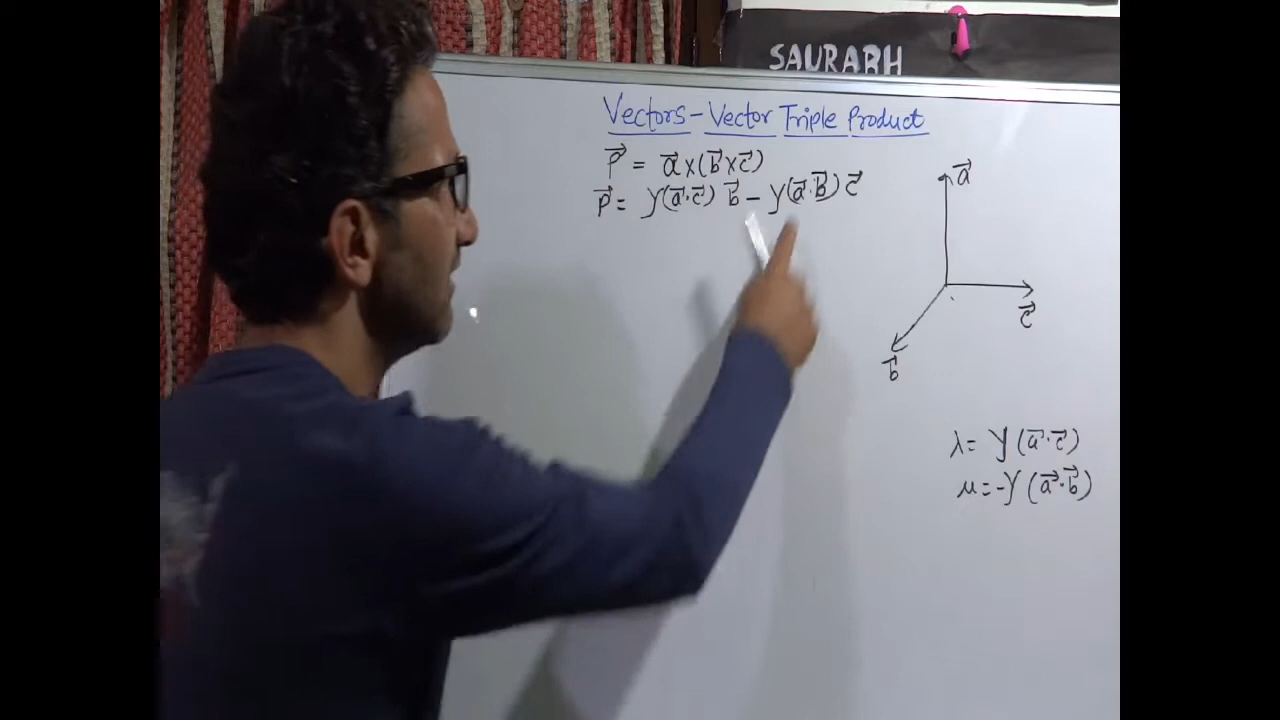 SAURABH
Vectors - Vector Triple Product
P⃗ = a⃗ x (b⃗ x c⃗)
P⃗ = γ(a⃗·c⃗) b⃗ - γ(a⃗·b⃗) c⃗
a⃗
c⃗
b⃗
λ = γ(a⃗·c⃗)
μ = -γ(a⃗·b⃗)